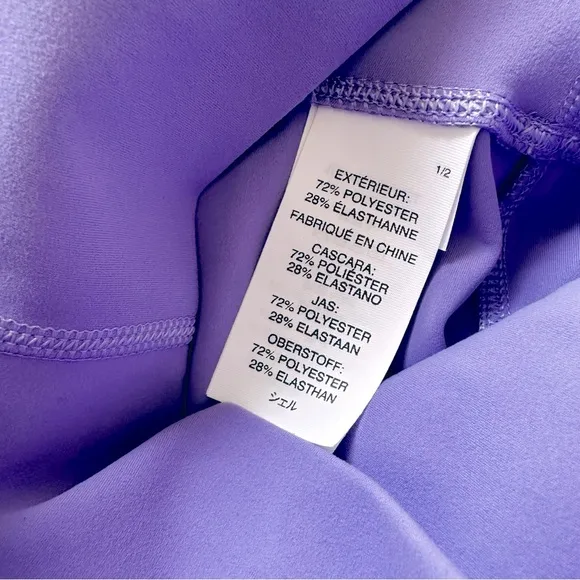 1/2
EXTÉRIEUR:
72% POLYESTER
28% ÉLASTHANNE
FABRIQUÉ EN CHINE
CASCARA:
72% POLIÉSTER
28% ELASTANO
JAS:
72% POLYESTER
28% ELASTAAN
OBERSTOFF:
72% POLYESTER
28% ELASTHAN
シェル